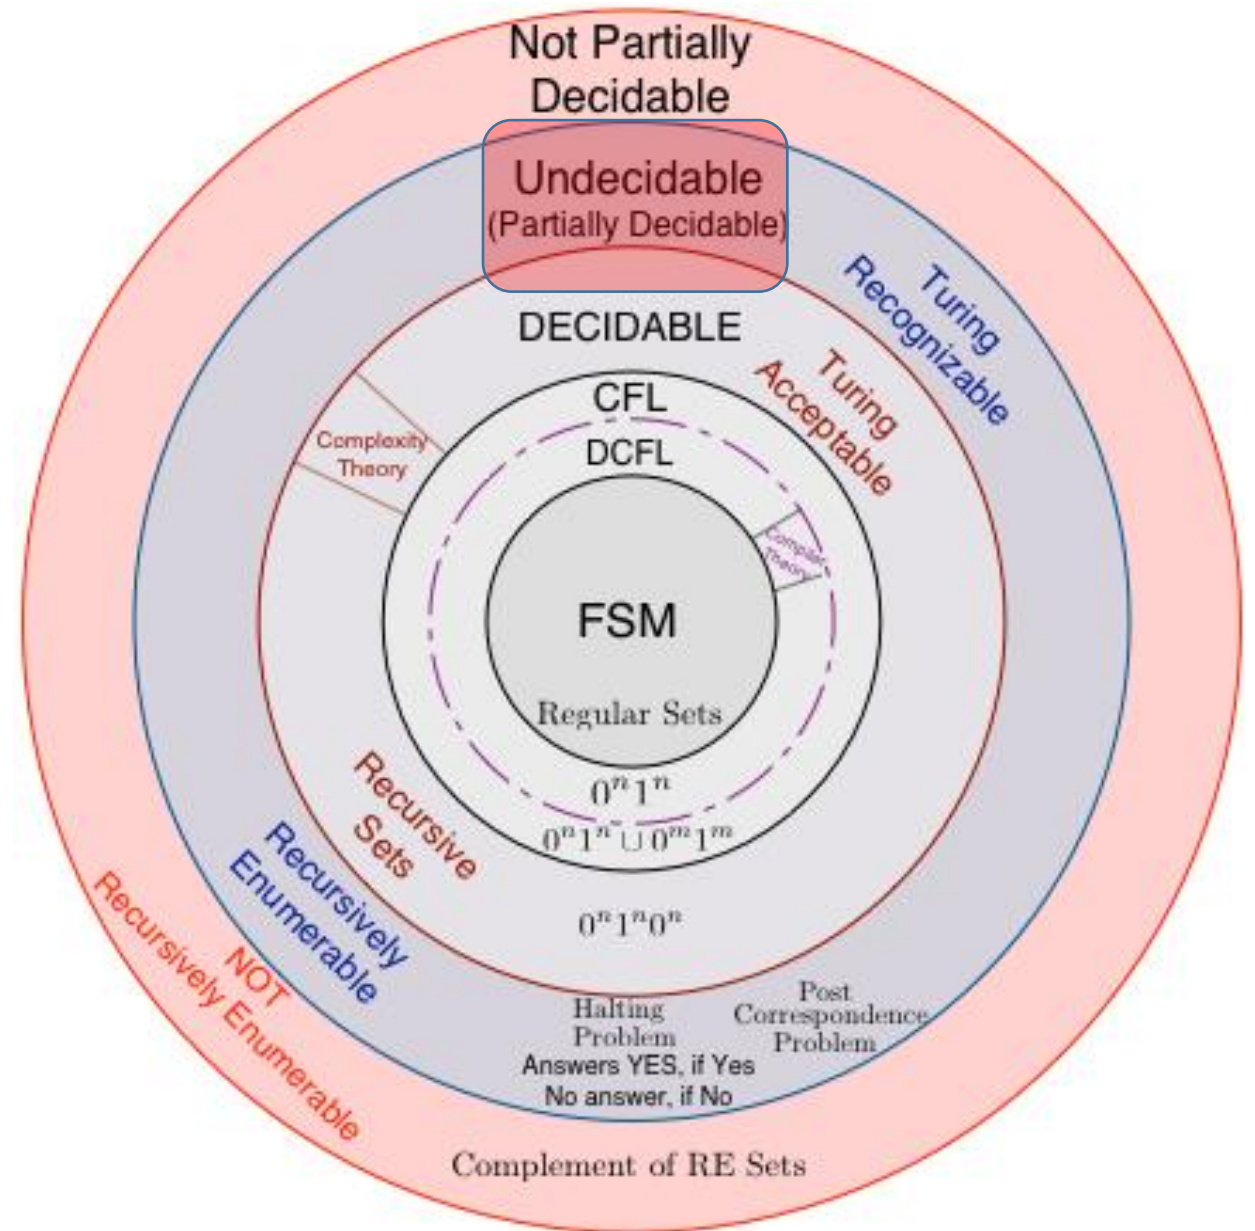 Not Partially
Decidable
Undecidable
(Partially Decidable)
Turing
Recognizable
DECIDABLE
Turing
Acceptable
CFL
Complexity
Theory
DCFL
Compiler
Theory
FSM
Regular Sets
0ⁿ1ⁿ
0ⁿ1ⁿ ∪ 0ᵐ1ᵐ
Recursive
Sets
Recursively
Enumerable
0ⁿ1ⁿ0ⁿ
NOT
Recursively Enumerable
Halting
Problem
Post
Correspondence
Problem
Answers YES, if Yes
No answer, if No
Complement of RE Sets